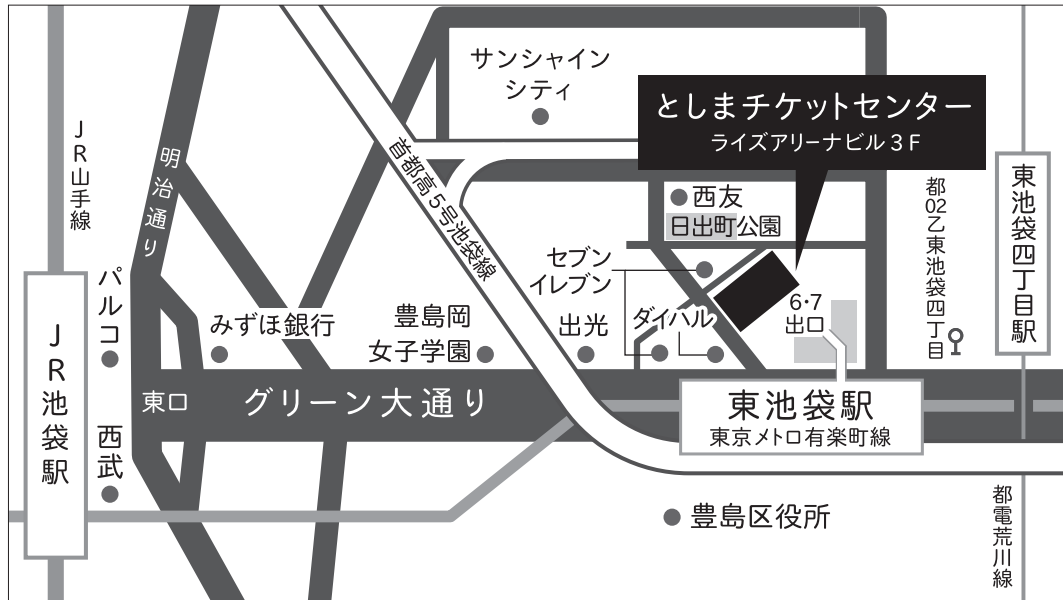 サンシャイン
シティ
としまチケットセンター
ライズアリーナビル３Ｆ
ＪＲ山手線
明治通り
首都高５号池袋線
西友
日出町公園
都02乙東池袋四丁目
東池袋四丁目駅
セブン
イレブン
パルコ
みずほ銀行
豊島岡
女子学園
出光
ダイハル
6・7
出口
ＪＲ池袋駅
東口
グリーン大通り
東池袋駅
東京メトロ有楽町線
西武
豊島区役所
都電荒川線